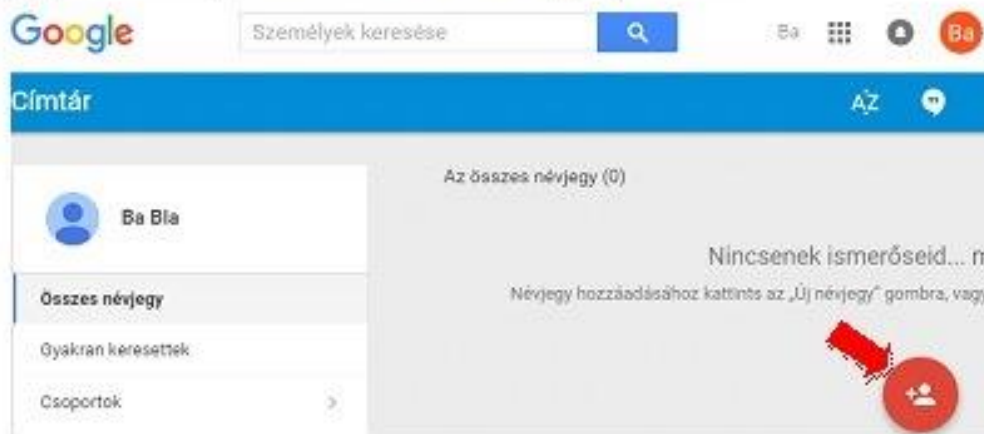 Google
Személyek keresése
Ba
Ba
Címtár
AZ
Az összes névjegy (0)
Ba Bla
Nincsenek ismerőseid... m
Összes névjegy
Névjegy hozzáadásához kattints az „Új névjegy” gombra, vagy
Gyakran keresettek
Csoportok